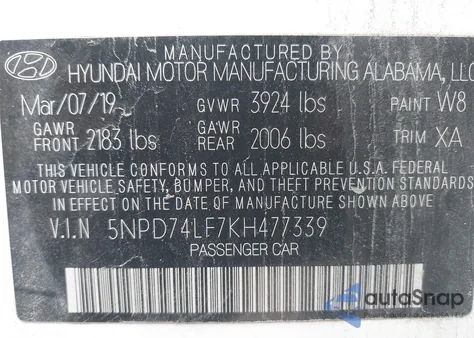 MANUFACTURED BY
HYUNDAI MOTOR MANUFACTURING ALABAMA, LLC
Mar/07/19 GVWR 3924 lbs PAINT W8
GAWR FRONT 2183 lbs GAWR REAR 2006 lbs TRIM XA
THIS VEHICLE CONFORMS TO ALL APPLICABLE U.S.A. FEDERAL
MOTOR VEHICLE SAFETY, BUMPER, AND THEFT PREVENTION STANDARDS
IN EFFECT ON THE DATE OF MANUFACTURE SHOWN ABOVE.
V.I.N 5NPD74LF7KH477339
PASSENGER CAR
autoSnap